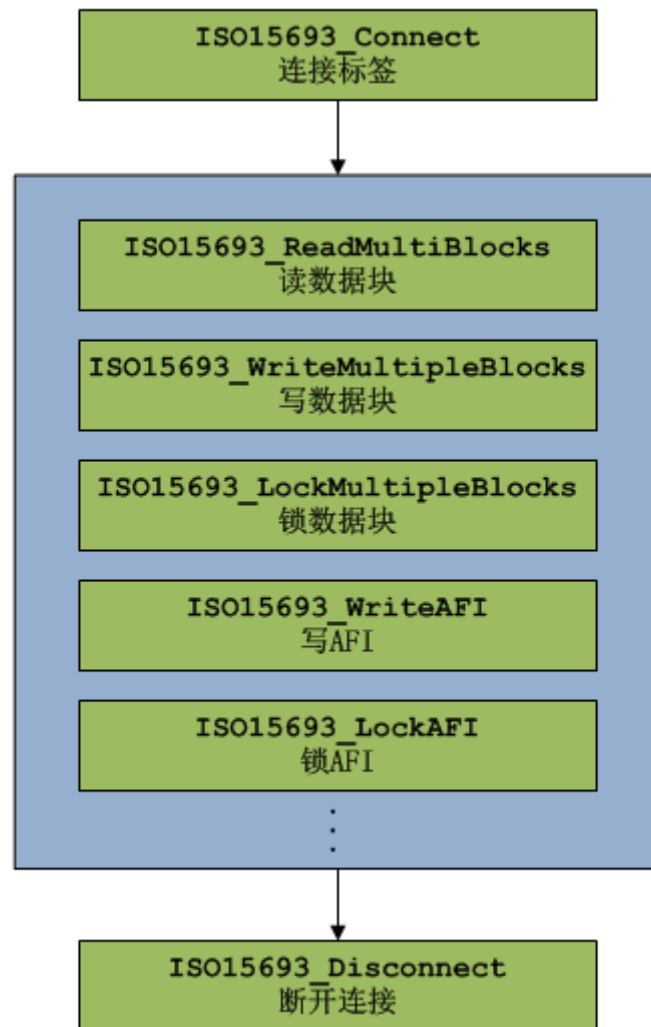 ISO15693_Connect
连接标签
ISO15693_ReadMultiBlocks
读数据块
ISO15693_WriteMultipleBlocks
写数据块
ISO15693_LockMultipleBlocks
锁数据块
ISO15693_WriteAFI
写AFI
ISO15693_LockAFI
锁AFI
ISO15693_Disconnect
断开连接